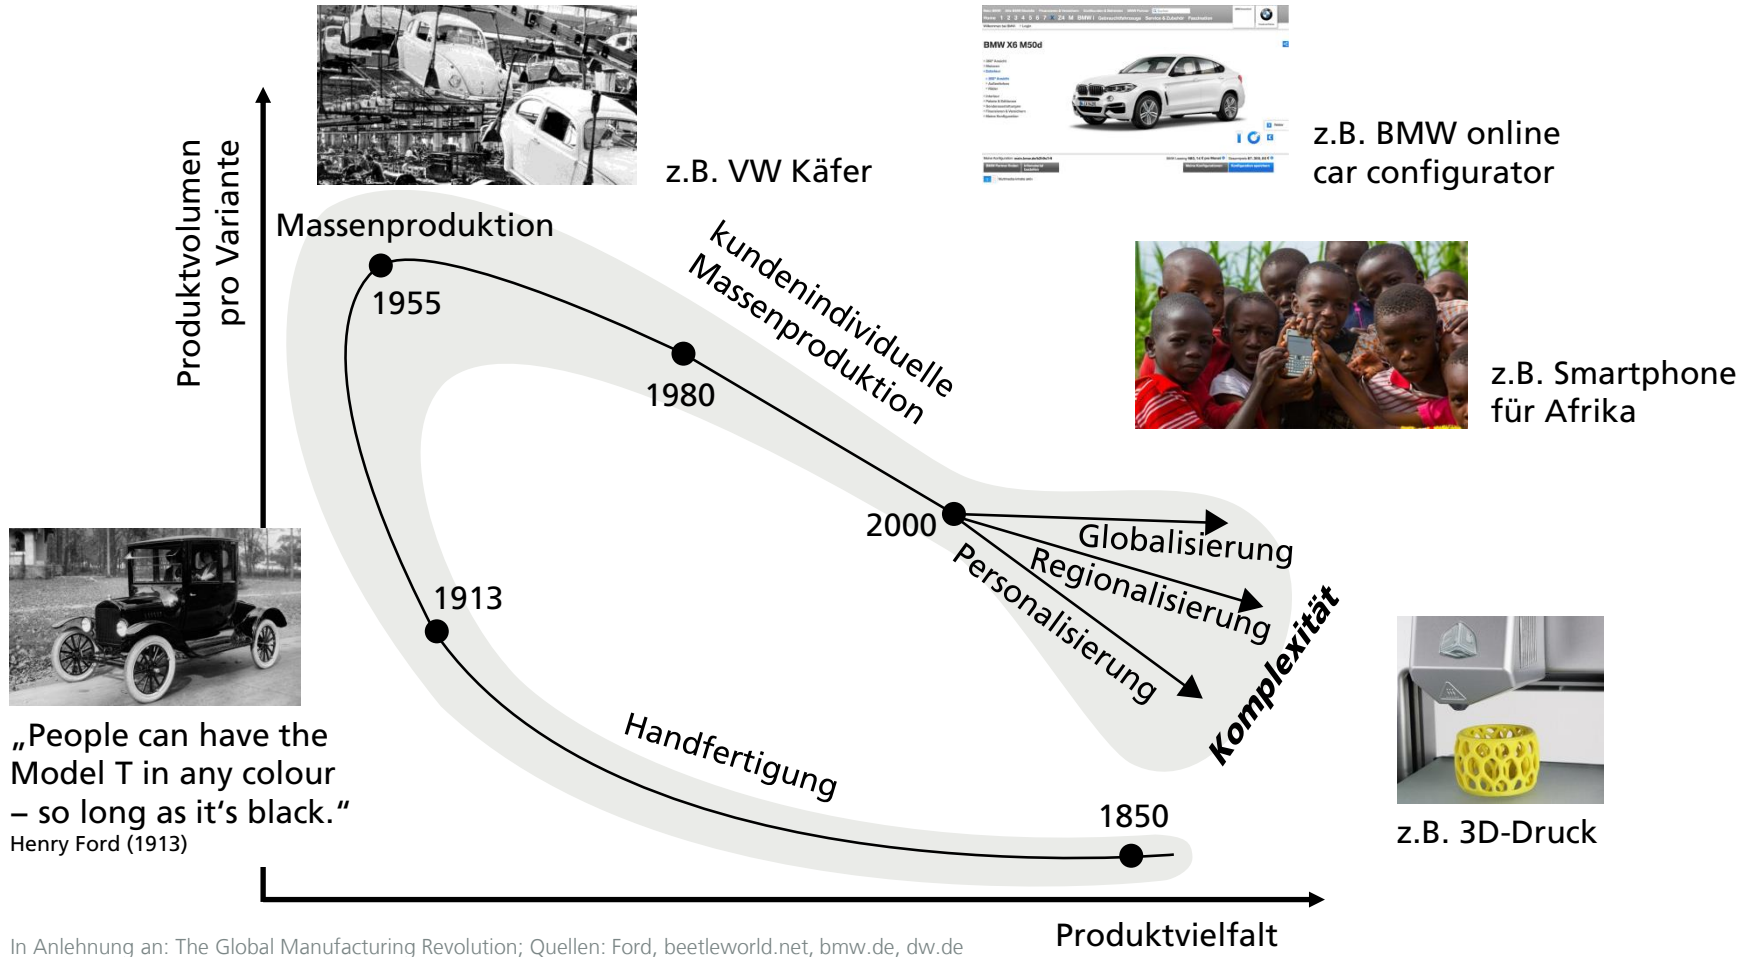 BMW X6 M50d
z.B. VW Käfer
z.B. BMW online
car configurator
Produktvolumen
pro Variante
Massenproduktion
1955
kundenindividuelle
Massenproduktion
1980
z.B. Smartphone
für Afrika
2000
Globalisierung
Regionalisierung
Personalisierung
Komplexität
1913
„People can have the
Model T in any colour
– so long as it‘s black.“
Henry Ford (1913)
Handfertigung
1850
z.B. 3D-Druck
Produktvielfalt
In Anlehnung an: The Global Manufacturing Revolution; Quellen: Ford, beetleworld.net, bmw.de, dw.de